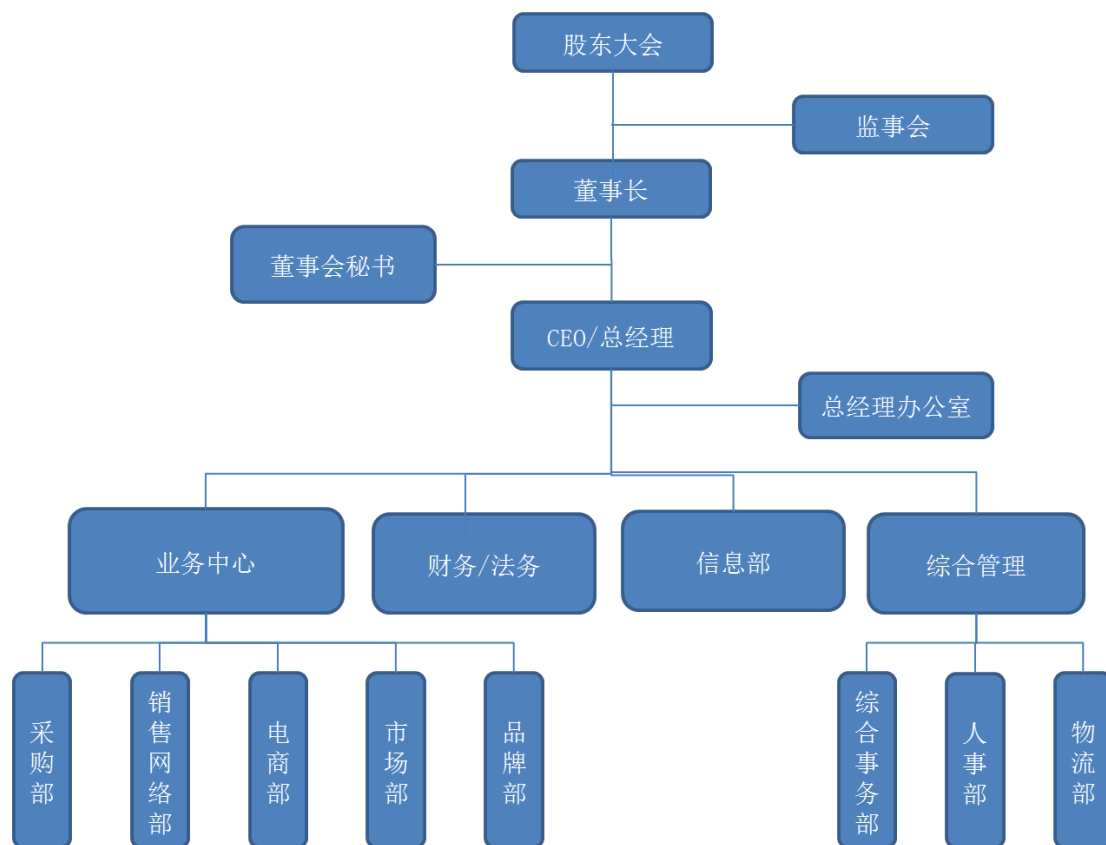 股东大会
监事会
董事长
董事会秘书
CEO/总经理
总经理办公室
业务中心
财务/法务
信息部
综合管理
采购部
销售网络部
电商部
市场部
品牌部
综合事务部
人事部
物流部